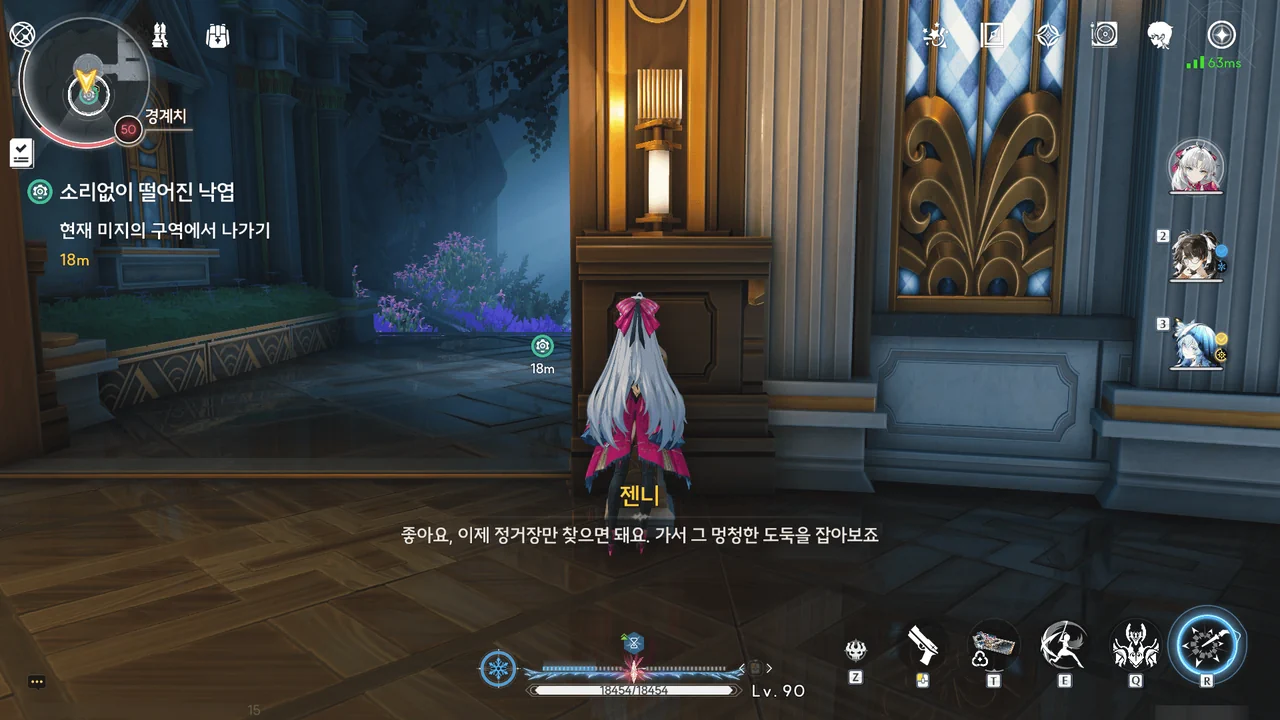 63ms
경계치
50
소리없이 떨어진 낙엽
현재 미지의 구역에서 나가기
18m
2
3
18m
젠니
좋아요, 이제 정거장만 찾으면 돼요. 가서 그 멍청한 도둑을 잡아보죠
18454/18454
Lv. 90
Z
T
E
Q
R
15